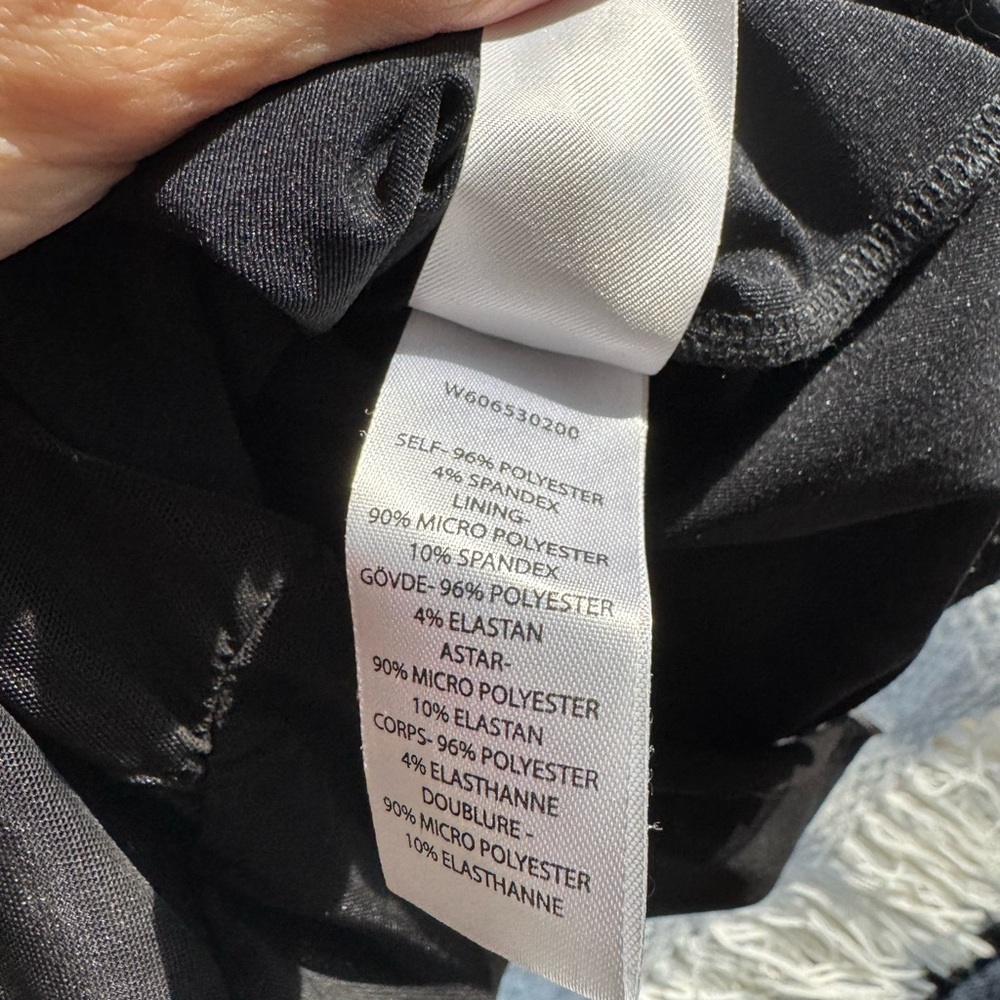 W606530200
SELF- 96% POLYESTER
4% SPANDEX
LINING-
90% MICRO POLYESTER
10% SPANDEX
GÖVDE- 96% POLYESTER
4% ELASTAN
ASTAR-
90% MICRO POLYESTER
10% ELASTAN
CORPS- 96% POLYESTER
4% ELASTHANNE
DOUBLURE -
90% MICRO POLYESTER
10% ELASTHANNE